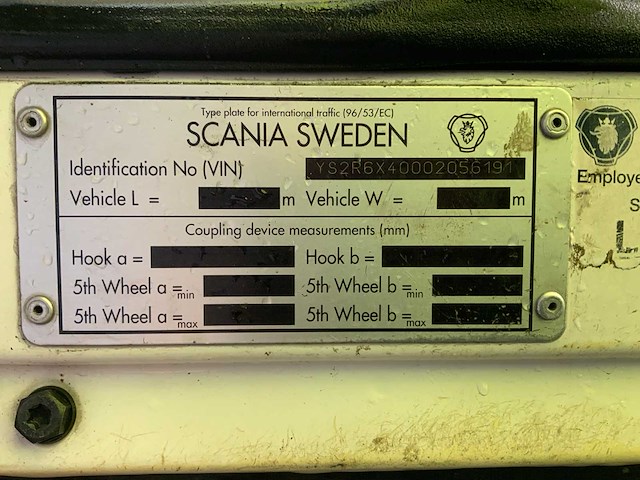 Type plate for international traffic (96/53/EC)
SCANIA SWEDEN
Identification No (VIN) YS2R6X40002056191
Vehicle L = m Vehicle W = m
Coupling device measurements (mm)
Hook a = Hook b =
5th Wheel a min = 5th Wheel b min =
5th Wheel a max = 5th Wheel b max =
Employe
S